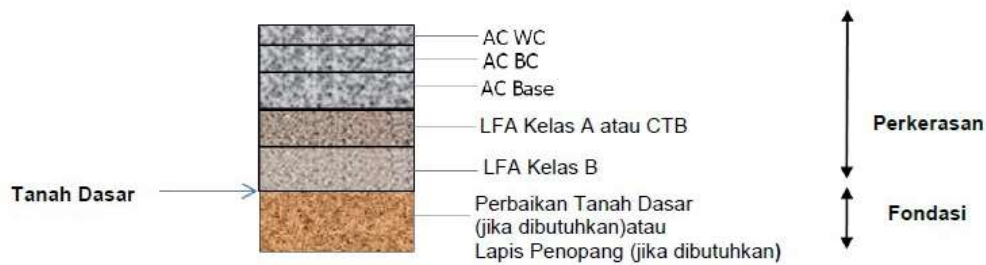 AC WC
AC BC
AC Base
LFA Kelas A atau CTB
Perkerasan
LFA Kelas B
Tanah Dasar
Perbaikan Tanah Dasar
(jika dibutuhkan)atau
Lapis Penopang (jika dibutuhkan)
Fondasi